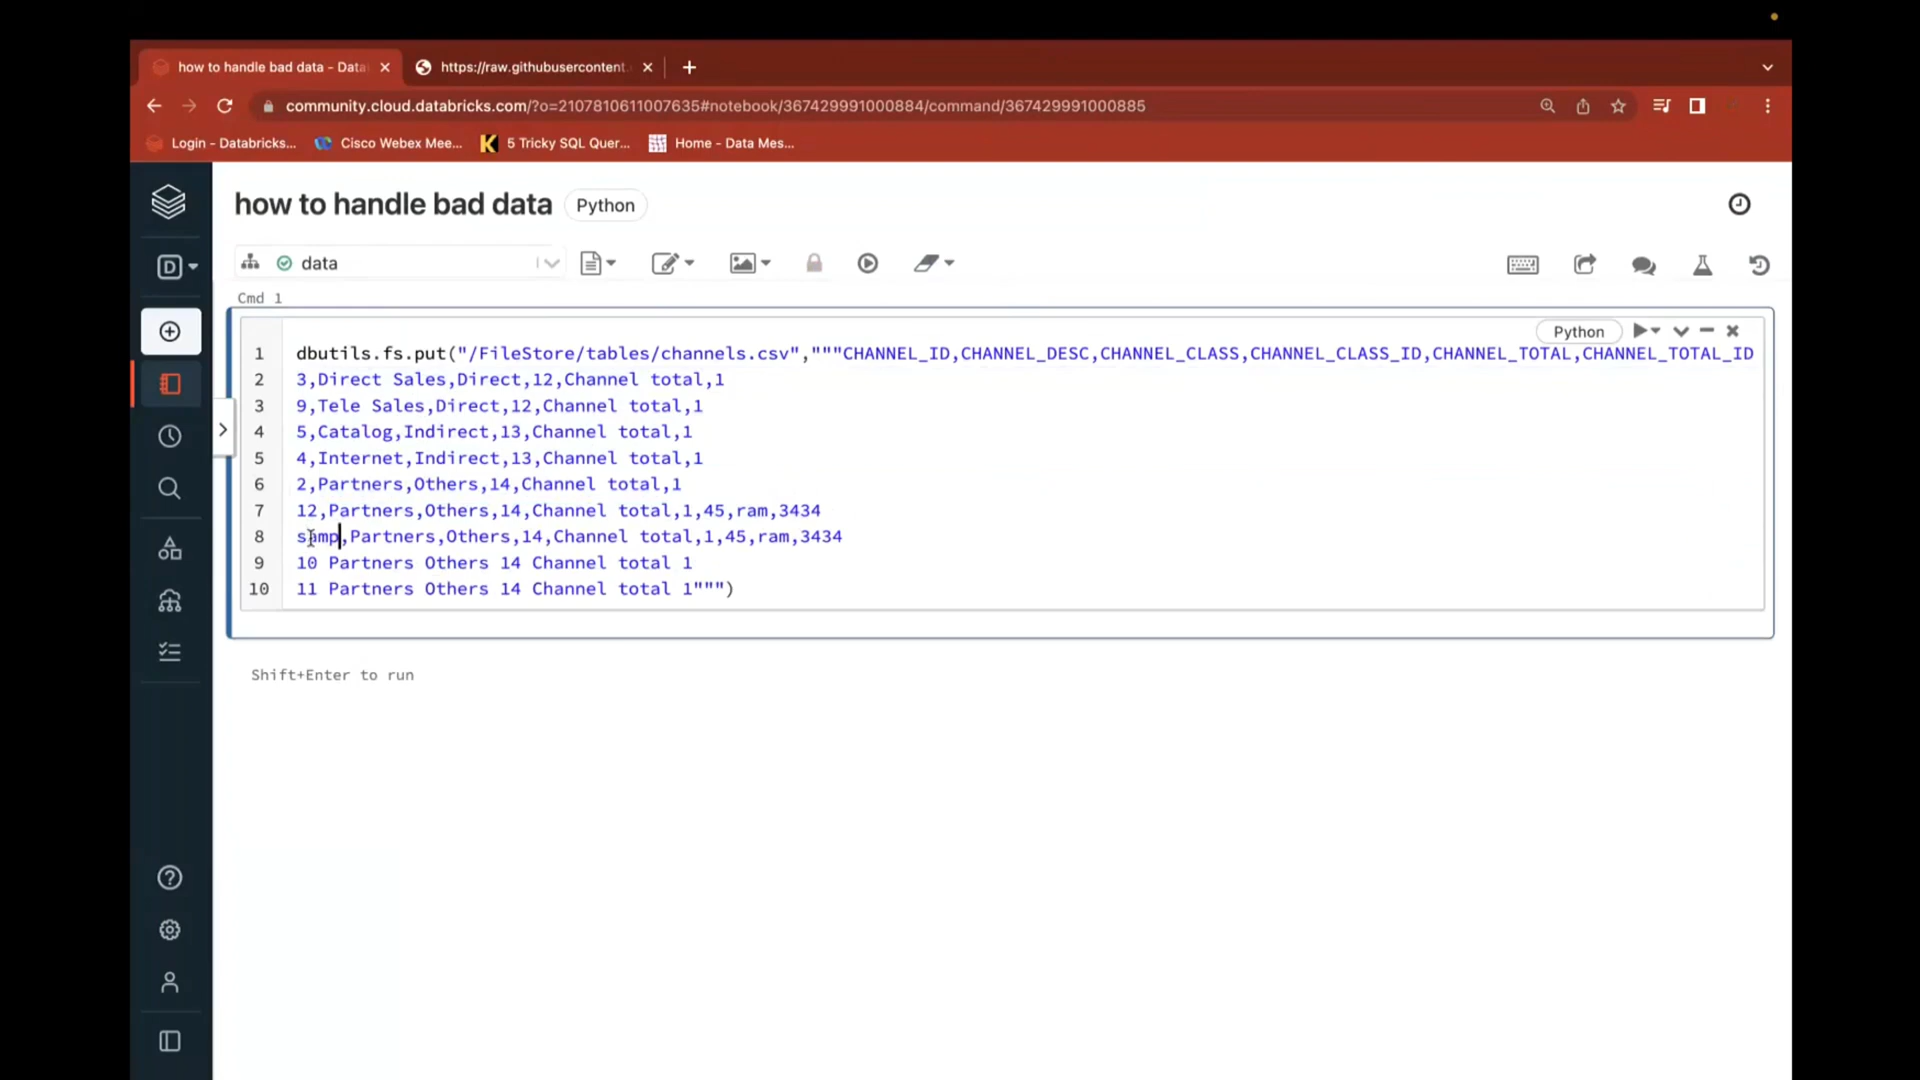 how to handle bad data - Data
https://raw.githubusercontent.
community.cloud.databricks.com/?o=2107810611007635#notebook/367429991000884/command/367429991000885
Login - Databricks...
Cisco Webex Mee...
5 Tricky SQL Quer...
Home - Data Mes...
how to handle bad data
Python
D
data
Cmd 1
Python
1 dbutils.fs.put("/FileStore/tables/channels.csv","""CHANNEL_ID,CHANNEL_DESC,CHANNEL_CLASS,CHANNEL_CLASS_ID,CHANNEL_TOTAL,CHANNEL_TOTAL_ID
2 3,Direct Sales,Direct,12,Channel total,1
3 9,Tele Sales,Direct,12,Channel total,1
4 5,Catalog,Indirect,13,Channel total,1
5 4,Internet,Indirect,13,Channel total,1
6 2,Partners,Others,14,Channel total,1
7 12,Partners,Others,14,Channel total,1,45,ram,3434
8 samp,Partners,Others,14,Channel total,1,45,ram,3434
9 10 Partners Others 14 Channel total 1
10 11 Partners Others 14 Channel total 1""")
Shift+Enter to run